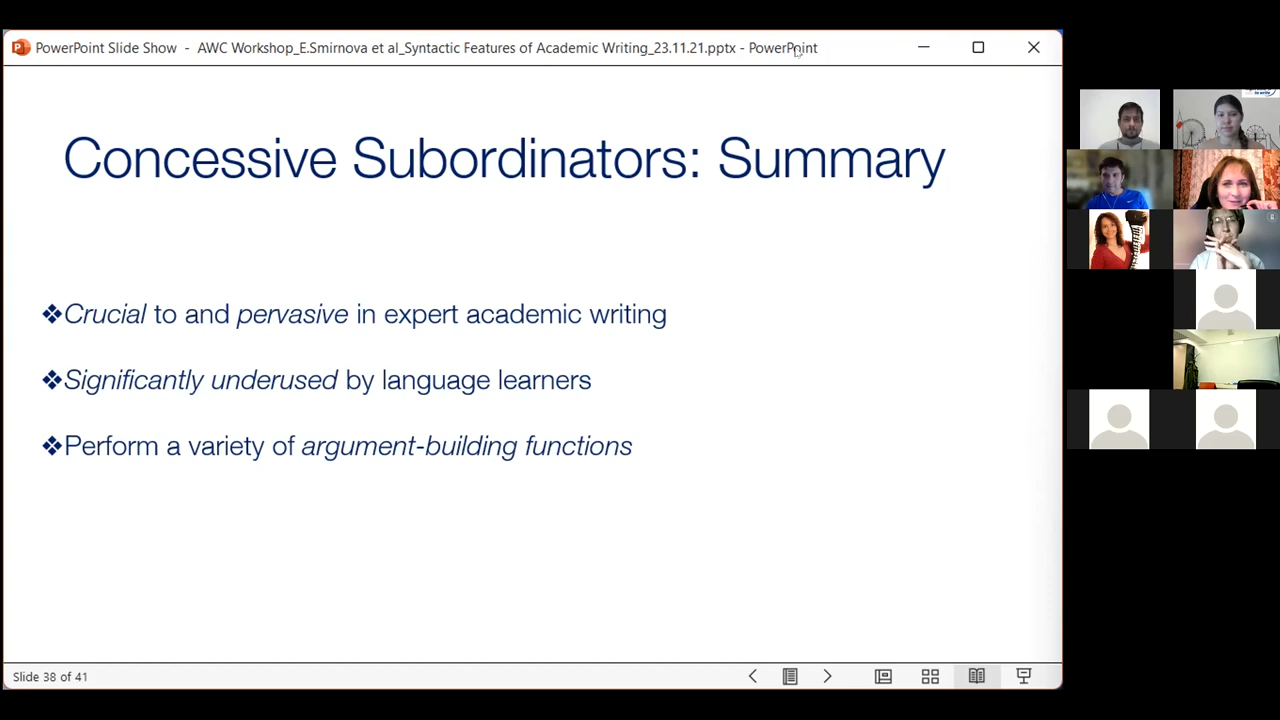 PowerPoint Slide Show - AWC Workshop_E.Smirnova et al_Syntactic Features of Academic Writing_23.11.21.pptx - PowerPoint
Concessive Subordinators: Summary
❖Crucial to and pervasive in expert academic writing
❖Significantly underused by language learners
❖Perform a variety of argument-building functions
Slide 38 of 41